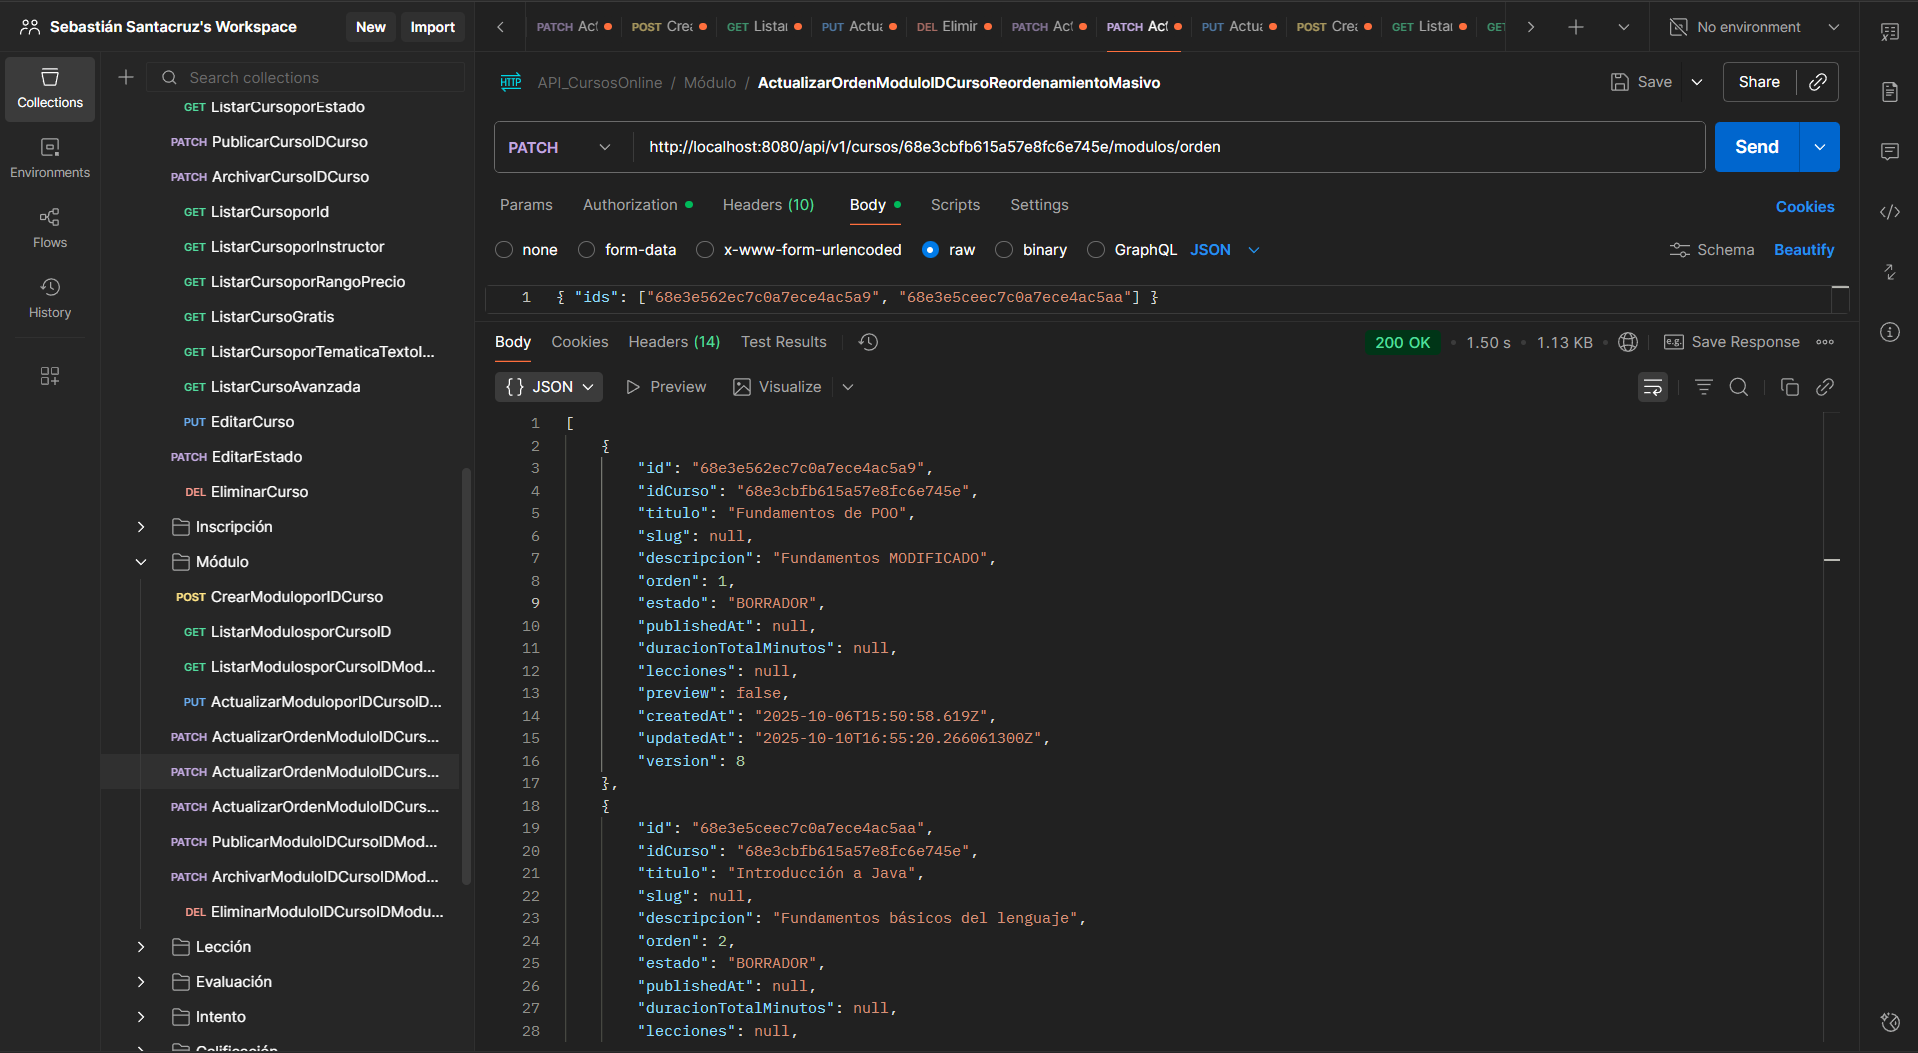 Sebastián Santacruz's Workspace
New
Import
PATCH Act
POST Crea
GET Listar
PUT Actua
DEL Elimin
PATCH Act
PATCH Act
PUT Actua
POST Crea
GET Listar
GET
No environment
Collections
Environments
Flows
History
Search collections
GET ListarCursoporEstado
PATCH PublicarCursoIDCurso
PATCH ArchivarCursoIDCurso
GET ListarCursoporId
GET ListarCursoporInstructor
GET ListarCursoporRangoPrecio
GET ListarCursoGratis
GET ListarCursoporTematicaTextol...
GET ListarCursoAvanzada
PUT EditarCurso
PATCH EditarEstado
DEL EliminarCurso
Inscripción
Módulo
POST CrearModuloporIDCurso
GET ListarModulosporCursoID
GET ListarModulosporCursoIDMod...
PUT ActualizarModuloporIDCursoID...
PATCH ActualizarOrdenModuloIDCurs...
PATCH ActualizarOrdenModuloIDCurs...
PATCH ActualizarOrdenModuloIDCurs...
PATCH PublicarModuloIDCursoIDMod...
PATCH ArchivarModuloIDCursoIDMod...
DEL EliminarModuloIDCursoIDModu...
Lección
Evaluación
Intento
Calificación
HTTP API_CursosOnline / Módulo / ActualizarOrdenModuloIDCursoReordenamientoMasivo
Save
Share
PATCH
http://localhost:8080/api/v1/cursos/68e3cbfb615a57e8fc6e745e/modulos/orden
Send
Params
Authorization
Headers (10)
Body
Scripts
Settings
Cookies
none
form-data
x-www-form-urlencoded
raw
binary
GraphQL
JSON
Schema
Beautify
1 { "ids": ["68e3e562ec7c0a7ece4ac5a9", "68e3e5ceec7c0a7ece4ac5aa"] }
Body
Cookies
Headers (14)
Test Results
200 OK
1.50 s
1.13 KB
e.g. Save Response
{} JSON
Preview
Visualize
1 [
2 {
3 "id": "68e3e562ec7c0a7ece4ac5a9",
4 "idCurso": "68e3cbfb615a57e8fc6e745e",
5 "titulo": "Fundamentos de POO",
6 "slug": null,
7 "descripcion": "Fundamentos MODIFICADO",
8 "orden": 1,
9 "estado": "BORRADOR",
10 "publishedAt": null,
11 "duracionTotalMinutos": null,
12 "lecciones": null,
13 "preview": false,
14 "createdAt": "2025-10-06T15:50:58.619Z",
15 "updatedAt": "2025-10-10T16:55:20.266061300Z",
16 "version": 8
17 },
18 {
19 "id": "68e3e5ceec7c0a7ece4ac5aa",
20 "idCurso": "68e3cbfb615a57e8fc6e745e",
21 "titulo": "Introducción a Java",
22 "slug": null,
23 "descripcion": "Fundamentos básicos del lenguaje",
24 "orden": 2,
25 "estado": "BORRADOR",
26 "publishedAt": null,
27 "duracionTotalMinutos": null,
28 "lecciones": null,